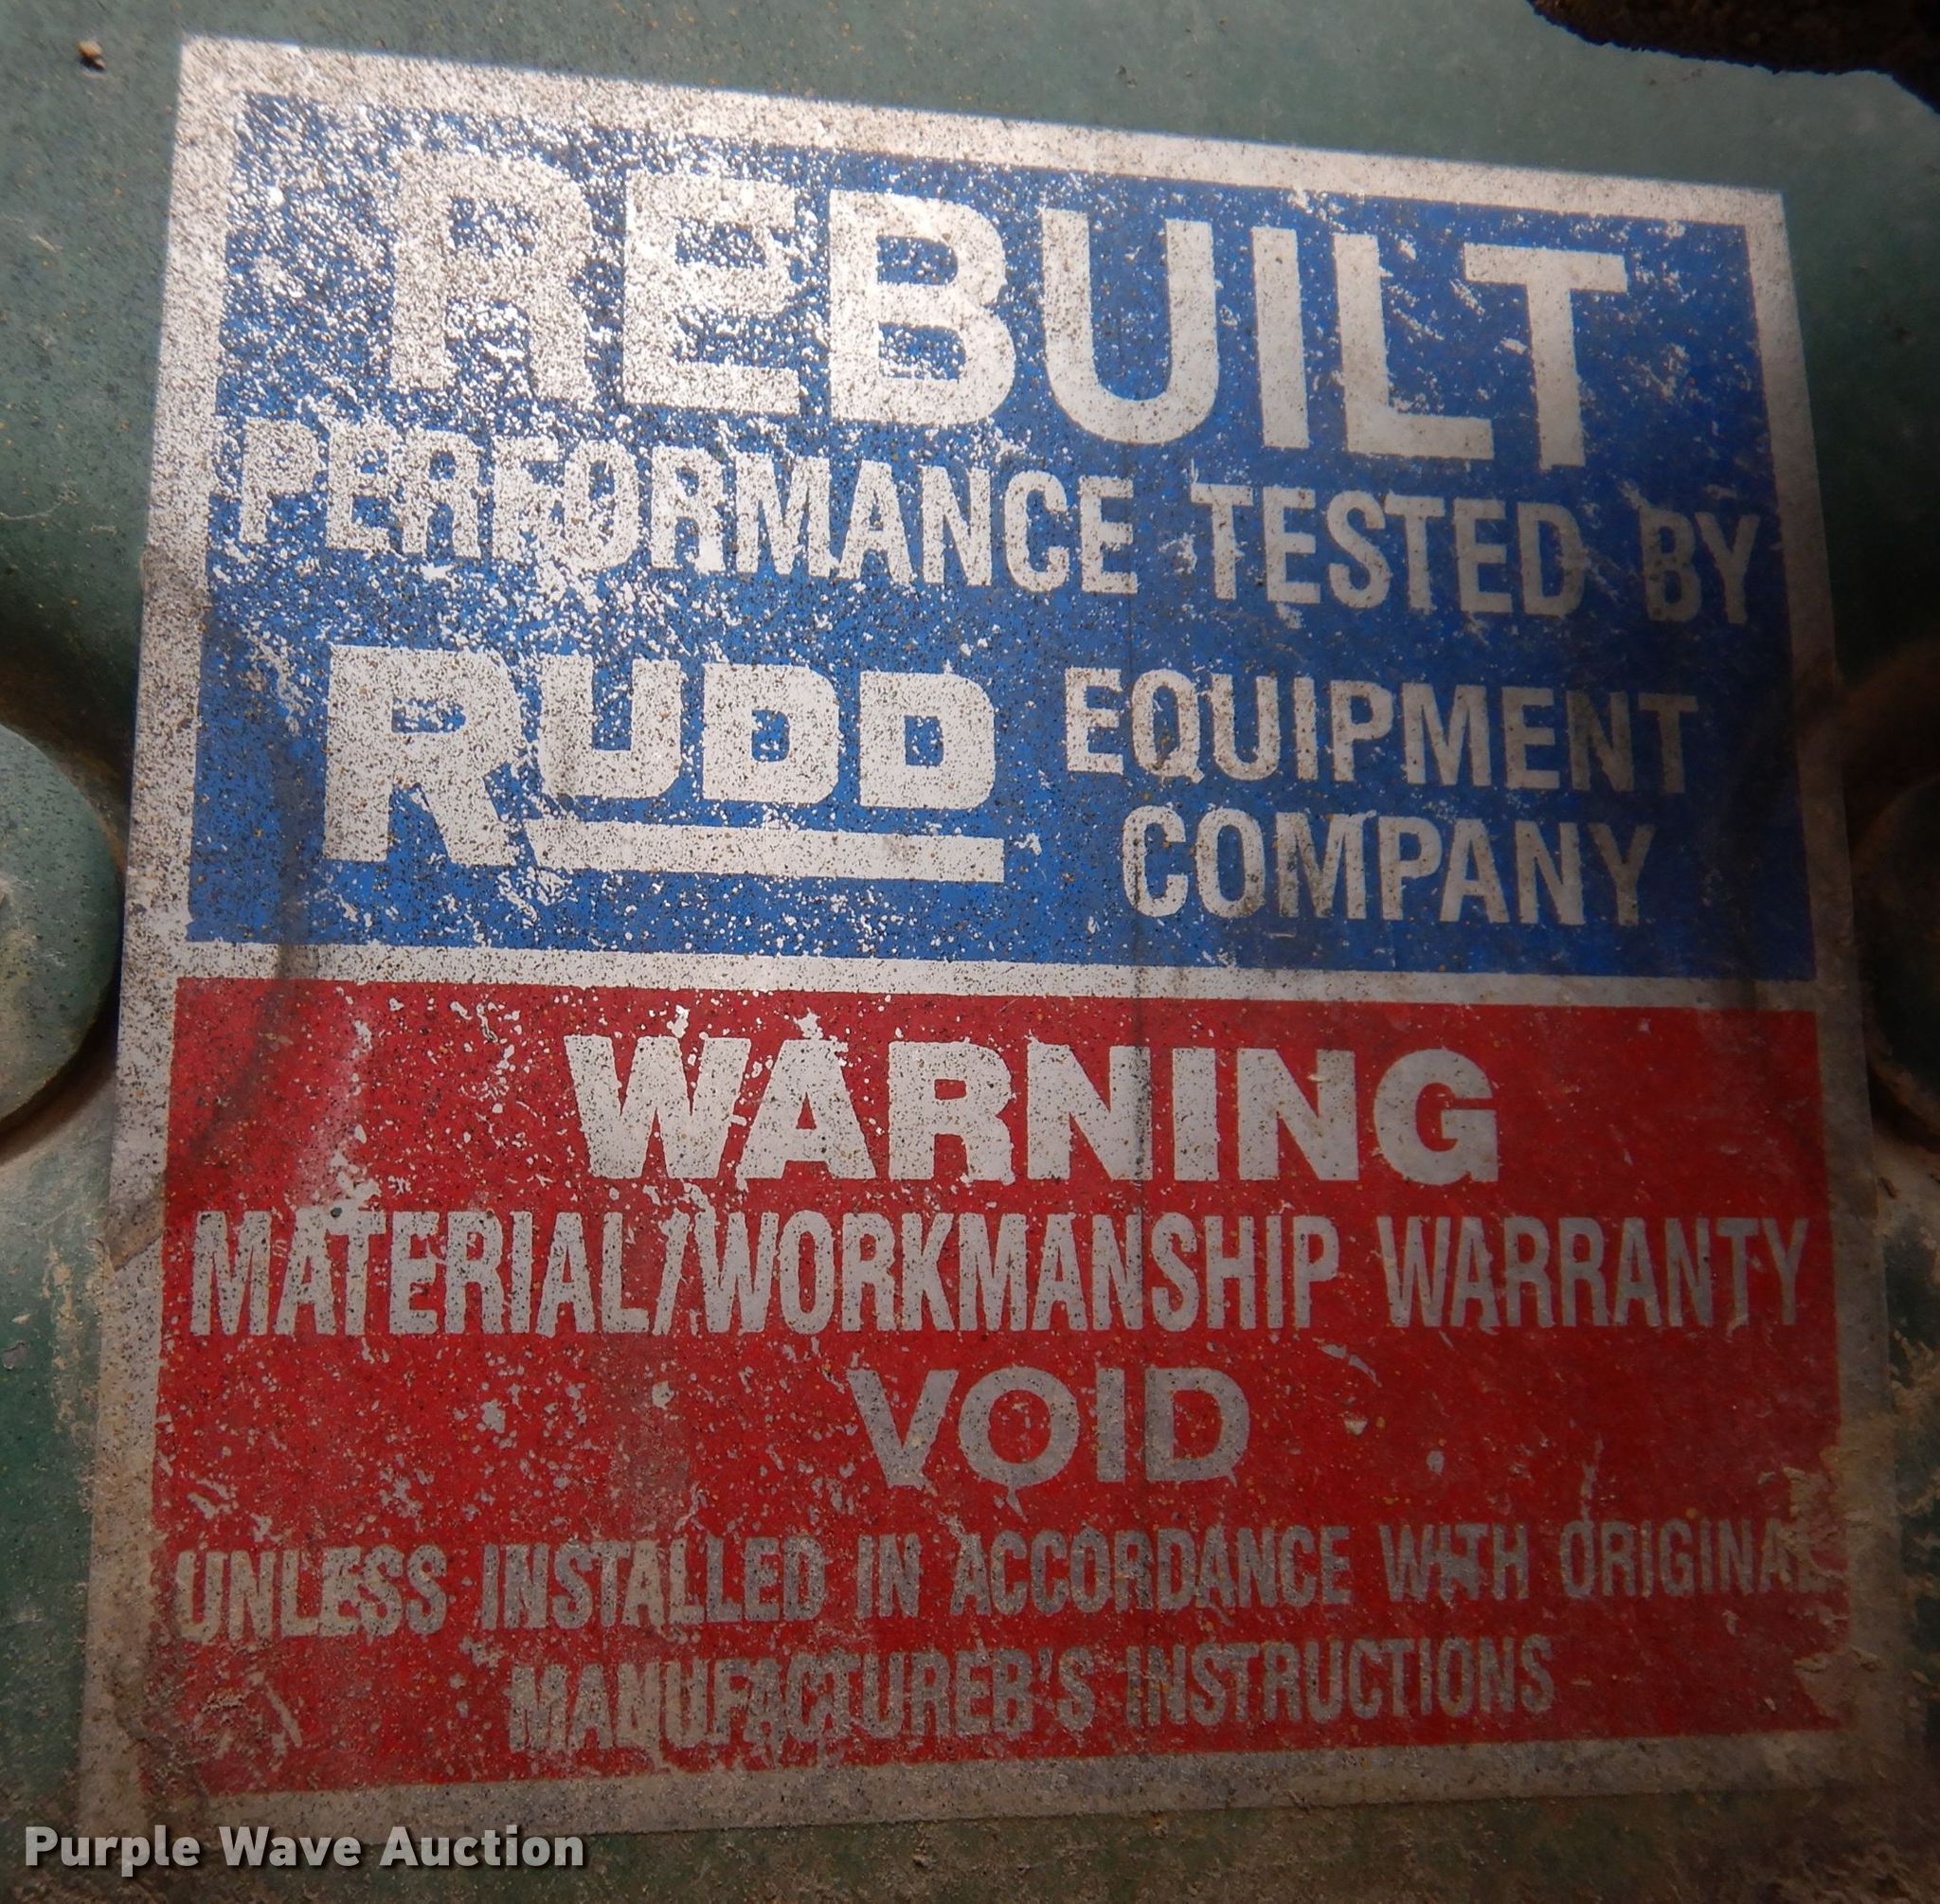 REBUILT
PERFORMANCE TESTED BY
RUDD EQUIPMENT
COMPANY
WARNING
MATERIAL/WORKMANSHIP WARRANTY
VOID
UNLESS INSTALLED IN ACCORDANCE WITH ORIGINAL
MANUFACTURER'S INSTRUCTIONS
Purple Wave Auction